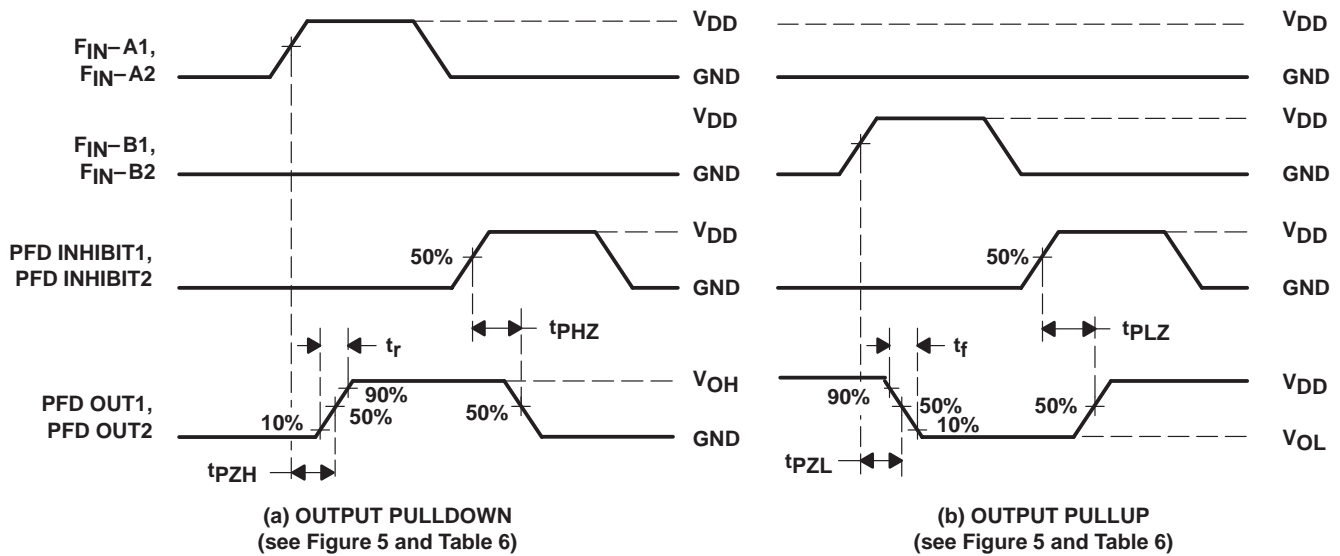 VDD
FIN–A1,
FIN–A2
GND
VDD
FIN–B1,
FIN–B2
GND
VDD
PFD INHIBIT1,
PFD INHIBIT2
50%
GND
tPHZ
tr
VOH
PFD OUT1,
PFD OUT2
90%
50%
10%
50%
GND
tPZH
(a) OUTPUT PULLDOWN
(see Figure 5 and Table 6)
VDD
GND
VDD
GND
VDD
50%
GND
tPLZ
tf
VDD
90%
50%
10%
50%
VOL
tPZL
(b) OUTPUT PULLUP
(see Figure 5 and Table 6)